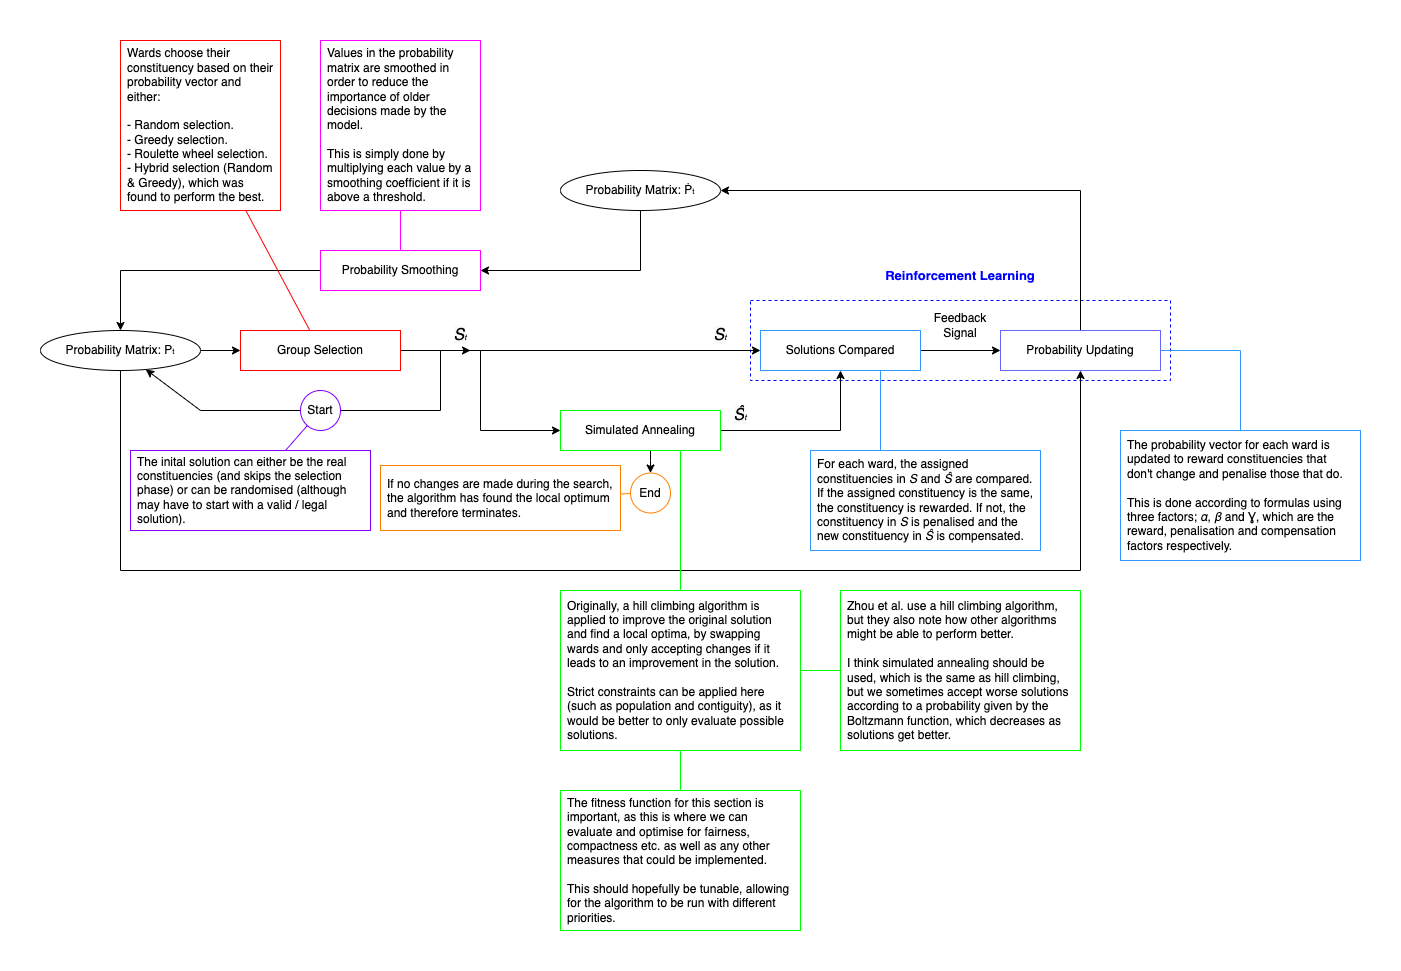 Wards choose their
constituency based on their
probability vector and
either:
- Random selection.
- Greedy selection.
- Roulette wheel selection.
- Hybrid selection (Random
& Greedy), which was
found to perform the best.
Values in the probability
matrix are smoothed in
order to reduce the
importance of older
decisions made by the
model.
This is simply done by
multiplying each value by a
smoothing coefficient if it is
above a threshold.
Probability Matrix: P̂ₜ
Probability Smoothing
Reinforcement Learning
Probability Matrix: Pₜ
Group Selection
Sₜ
Sₜ
Solutions Compared
Feedback
Signal
Probability Updating
Start
Simulated Annealing
Ŝₜ
The inital solution can either be the real
constituencies (and skips the selection
phase) or can be randomised (although
may have to start with a valid / legal
solution).
If no changes are made during the search,
the algorithm has found the local optimum
and therefore terminates.
End
For each ward, the assigned
constituencies in S and Ŝ are compared.
If the assigned constituency is the same,
the constituency is rewarded. If not, the
constituency in S is penalised and the
new constituency in Ŝ is compensated.
The probability vector for each ward is
updated to reward constituencies that
don't change and penalise those that do.
This is done according to formulas using
three factors; α, β and Ɣ, which are the
reward, penalisation and compensation
factors respectively.
Originally, a hill climbing algorithm is
applied to improve the original solution
and find a local optima, by swapping
wards and only accepting changes if it
leads to an improvement in the solution.
Strict constraints can be applied here
(such as population and contiguity), as it
would be better to only evaluate possible
solutions.
Zhou et al. use a hill climbing algorithm,
but they also note how other algorithms
might be able to perform better.
I think simulated annealing should be
used, which is the same as hill climbing,
but we sometimes accept worse solutions
according to a probability given by the
Boltzmann function, which decreases as
solutions get better.
The fitness function for this section is
important, as this is where we can
evaluate and optimise for fairness,
compactness etc. as well as any other
measures that could be implemented.
This should hopefully be tunable, allowing
for the algorithm to be run with different
priorities.